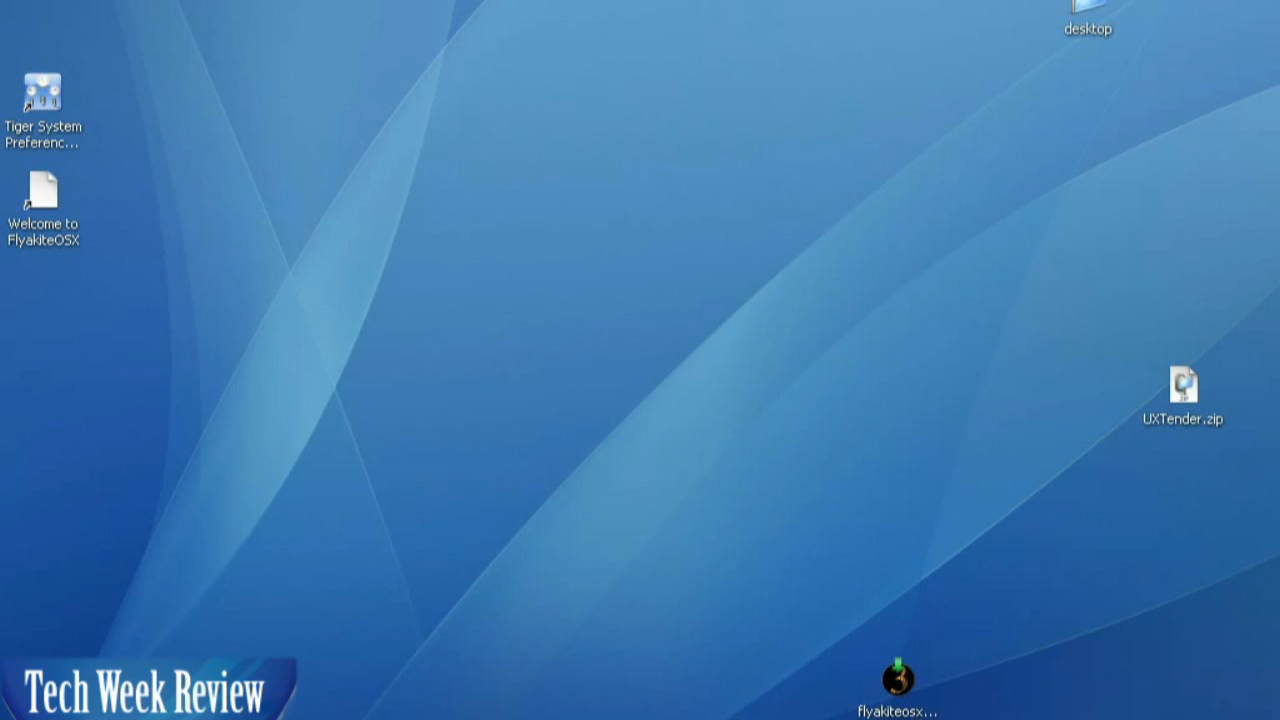 desktop
Tiger System
Preferenc...
Welcome to
FlyakiteOSX
UXTender.zip
Tech Week Review
flyakiteosx...